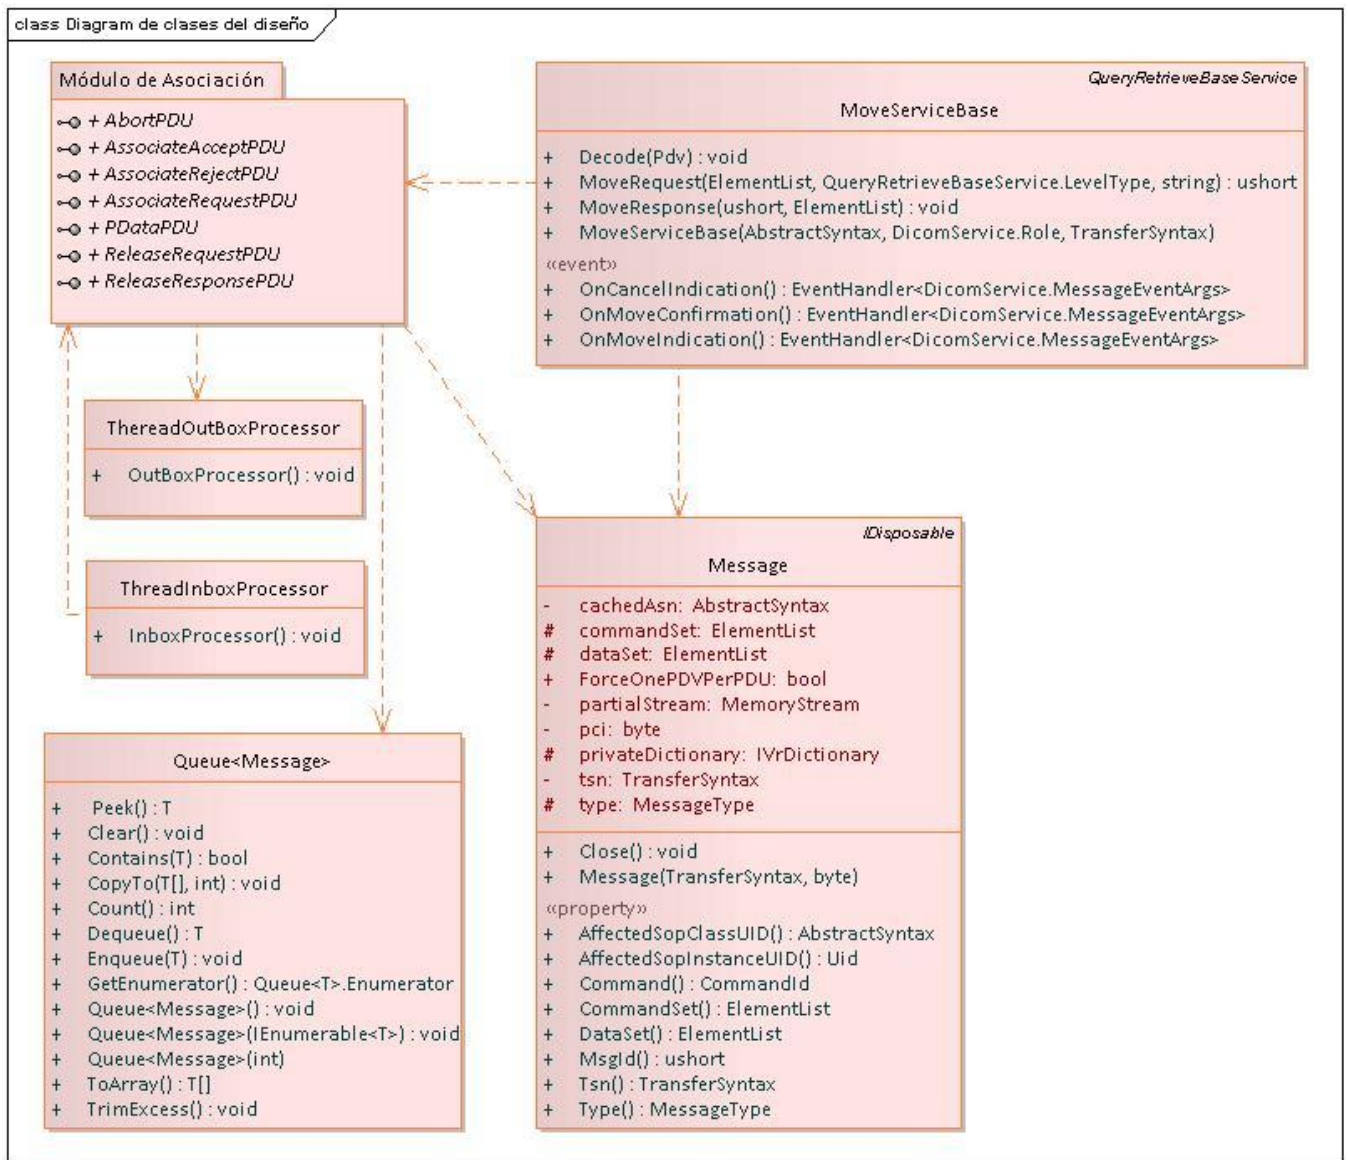 class Diagram de clases del diseño
Módulo de Asociación
+ AbortPDU
+ AssociateAcceptPDU
+ AssociateRejectPDU
+ AssociateRequestPDU
+ PDataPDU
+ ReleaseRequestPDU
+ ReleaseResponsePDU
QueryRetrieveBaseService
MoveServiceBase
+ Decode(Pdv) : void
+ MoveRequest(ElementList, QueryRetrieveBaseService.LevelType, string) : ushort
+ MoveResponse(ushort, ElementList) : void
+ MoveServiceBase(AbstractSyntax, DicomService.Role, TransferSyntax)
«event»
+ OnCancelIndication() : EventHandler<DicomService.MessageEventArgs>
+ OnMoveConfirmation() : EventHandler<DicomService.MessageEventArgs>
+ OnMoveIndication() : EventHandler<DicomService.MessageEventArgs>
ThereadOutBoxProcessor
+ OutBoxProcessor() : void
ThreadInboxProcessor
+ InboxProcessor() : void
Queue<Message>
+ Peek() : T
+ Clear() : void
+ Contains(T) : bool
+ CopyTo(T[], int) : void
+ Count() : int
+ Dequeue() : T
+ Enqueue(T) : void
+ GetEnumerator() : Queue<T>.Enumerator
+ Queue<Message>() : void
+ Queue<Message>(IEnumerable<T>) : void
+ Queue<Message>(int)
+ ToArray() : T[]
+ TrimExcess() : void
IDisposable
Message
- cachedAsn: AbstractSyntax
# commandSet: ElementList
# dataSet: ElementList
+ ForceOnePDVPerPDU: bool
- partialStream: MemoryStream
- pci: byte
# privateDictionary: IVrDictionary
- tsn: TransferSyntax
# type: MessageType
+ Close() : void
+ Message(TransferSyntax, byte)
«property»
+ AffectedSopClassUID() : AbstractSyntax
+ AffectedSopInstanceUID() : Uid
+ Command() : CommandId
+ CommandSet() : ElementList
+ DataSet() : ElementList
+ MsgId() : ushort
+ Tsn() : TransferSyntax
+ Type() : MessageType